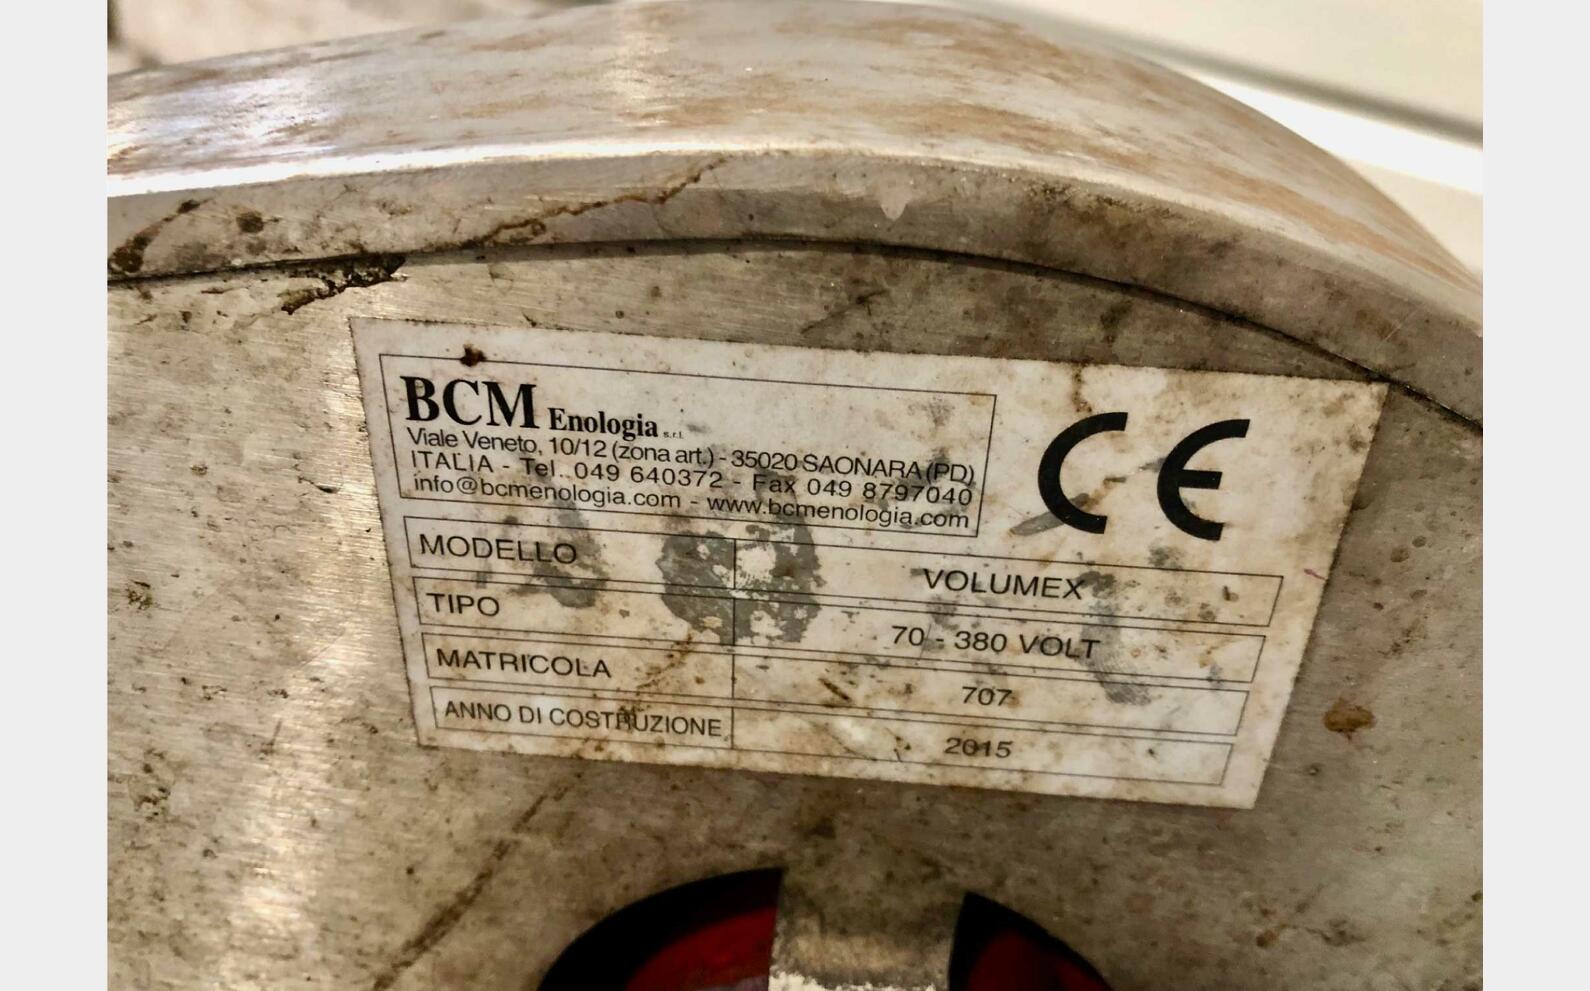 BCM Enologia s.r.l.
Viale Veneto, 10/12 (zona art.) - 35020 SAONARA (PD)
ITALIA - Tel. 049 640372 - Fax 049 8797040
info@bcmenologia.com - www.bcmenologia.com
CE
MODELLO VOLUMEX
TIPO 70 - 380 VOLT
MATRICOLA 707
ANNO DI COSTRUZIONE 2015